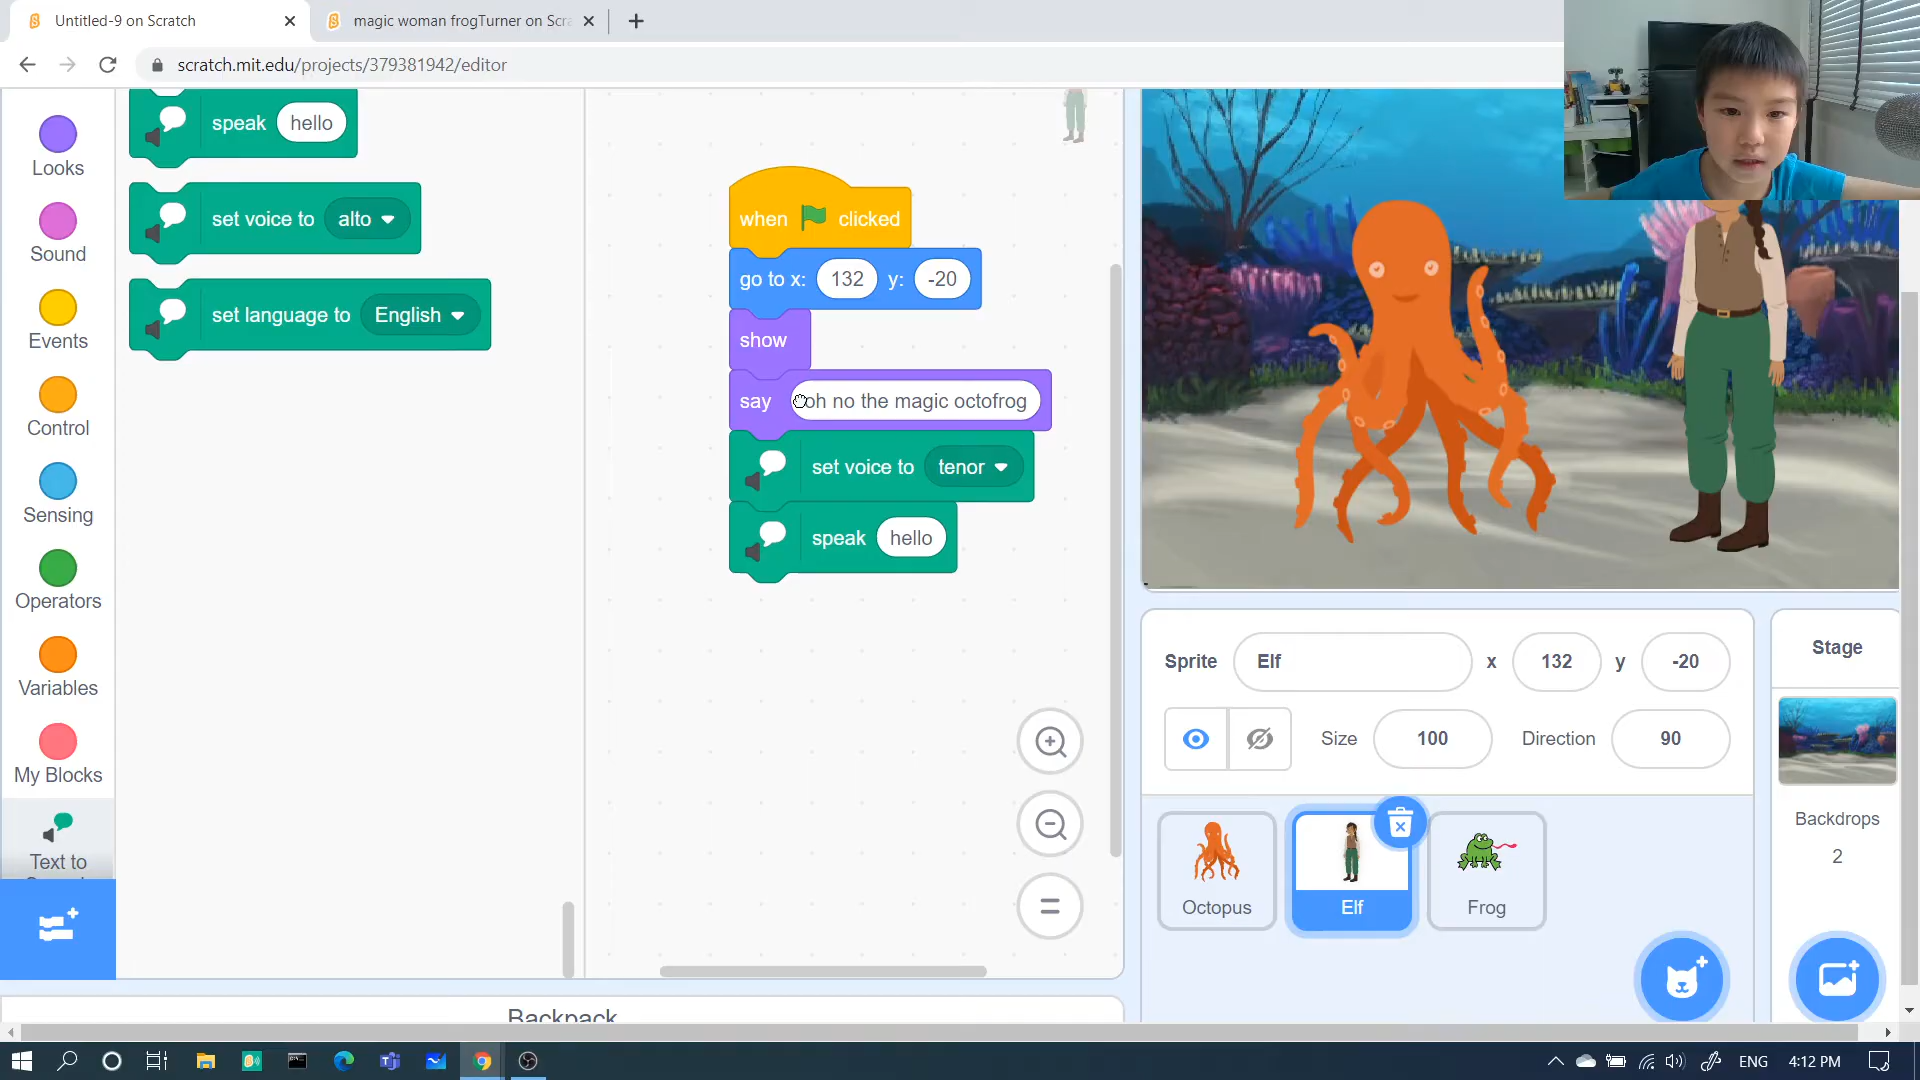 Untitled-9 on Scratch
magic woman frogTurner on Scra
scratch.mit.edu/projects/379381942/editor
Looks
Sound
Events
Control
Sensing
Operators
Variables
My Blocks
Text to
speak hello
set voice to alto
set language to English
when clicked
go to x: 132 y: -20
show
say oh no the magic octofrog
set voice to tenor
speak hello
Backpack
Sprite Elf x 132 y -20
Size 100 Direction 90
Octopus
Elf
Frog
Stage
Backdrops
2
ENG 4:12 PM